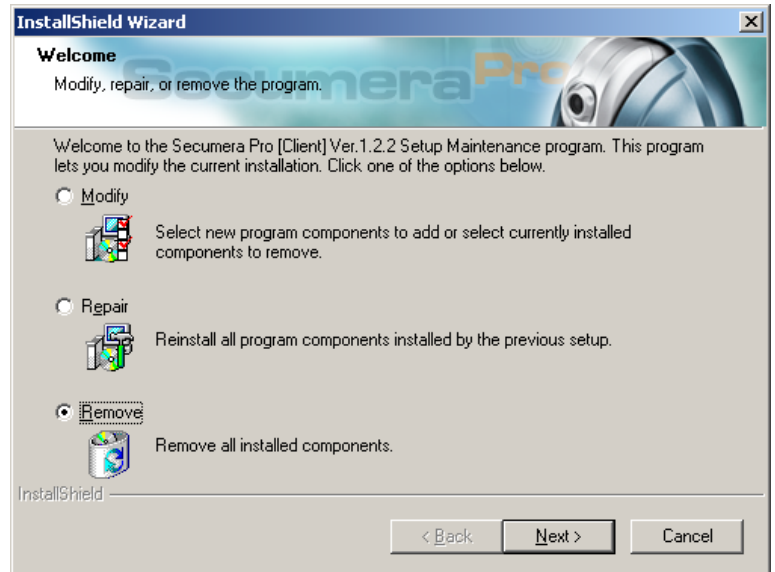 InstallShield Wizard
Welcome
Secumera Pro
Modify, repair, or remove the program.
Welcome to the Secumera Pro [Client] Ver.1.2.2 Setup Maintenance program. This program
lets you modify the current installation. Click one of the options below.
Modify
Select new program components to add or select currently installed
components to remove.
Repair
Reinstall all program components installed by the previous setup.
Remove
Remove all installed components.
InstallShield
< Back Next > Cancel